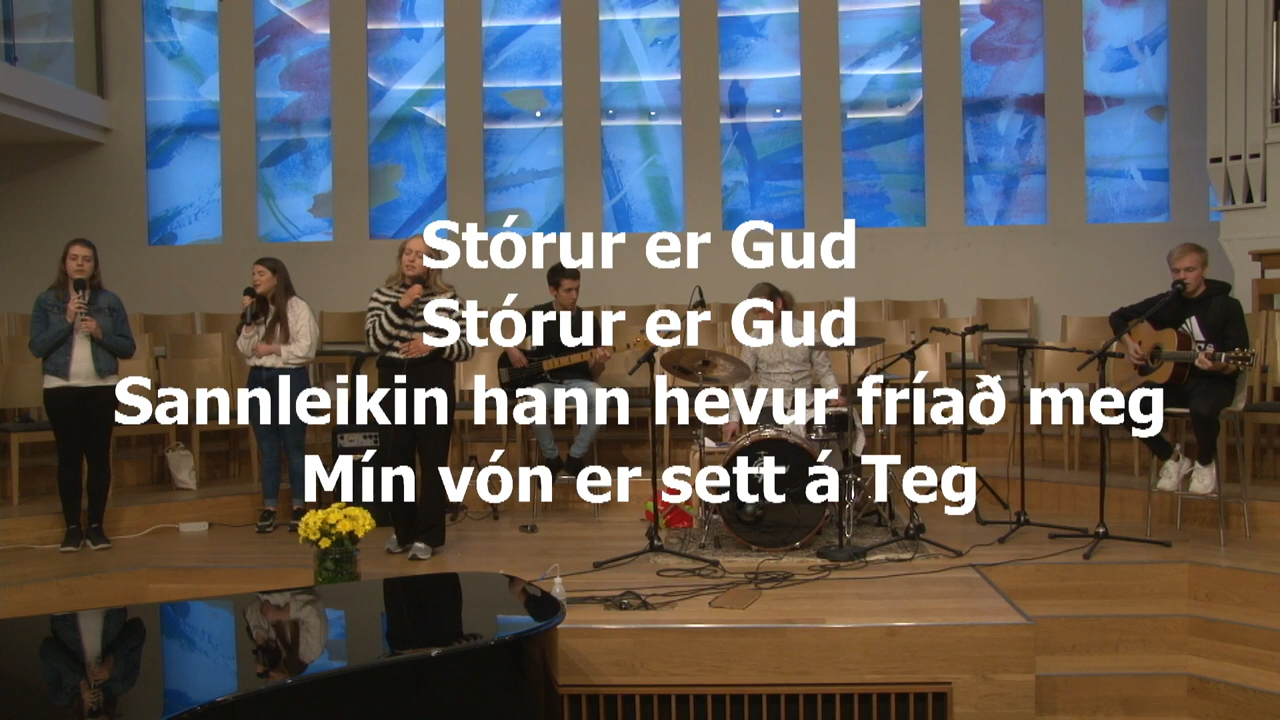 Stórur er Gud
Stórur er Gud
Sannleikin hann hevur fríað meg
Mín vón er sett á Teg